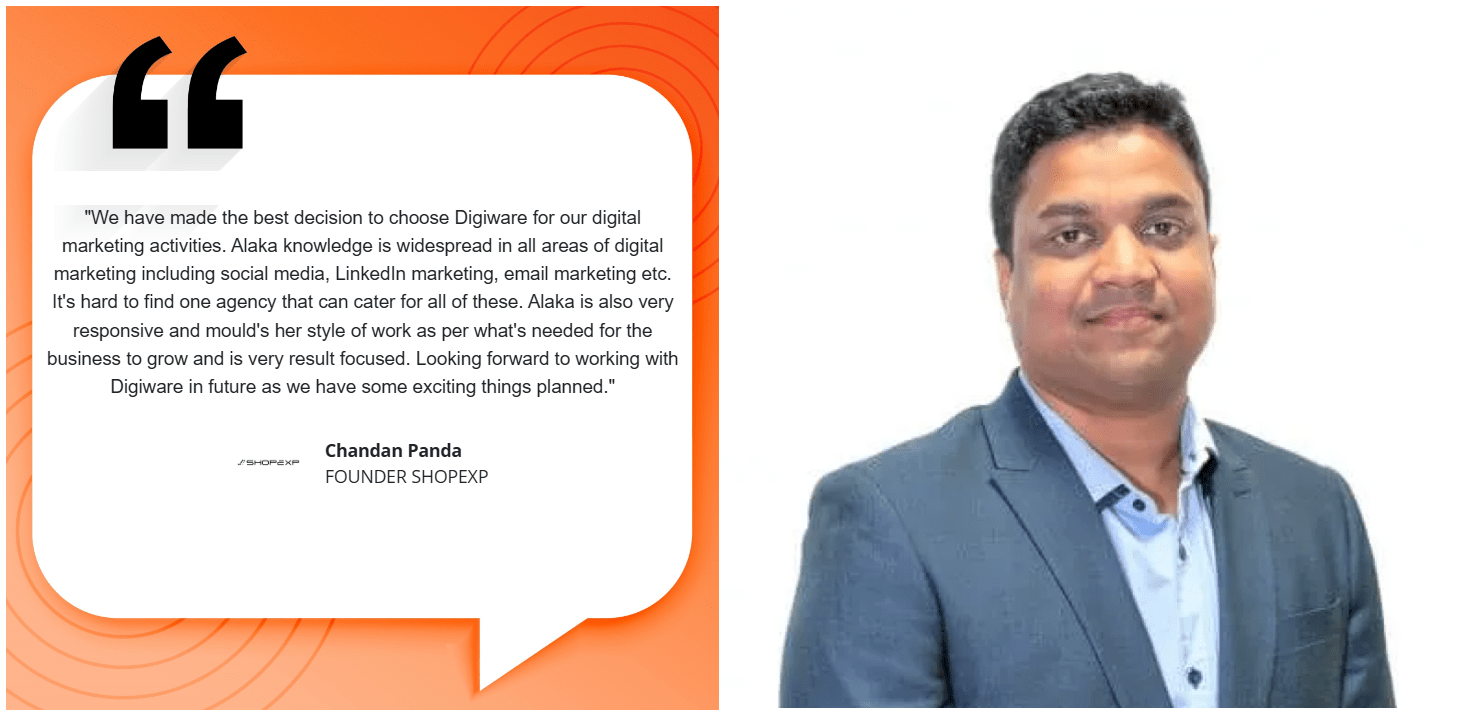 "We have made the best decision to choose Digiware for our digital
marketing activities. Alaka knowledge is widespread in all areas of digital
marketing including social media, LinkedIn marketing, email marketing etc.
It's hard to find one agency that can cater for all of these. Alaka is also very
responsive and mould's her style of work as per what's needed for the
business to grow and is very result focused. Looking forward to working with
Digiware in future as we have some exciting things planned."
SHOPEXP
Chandan Panda
FOUNDER SHOPEXP